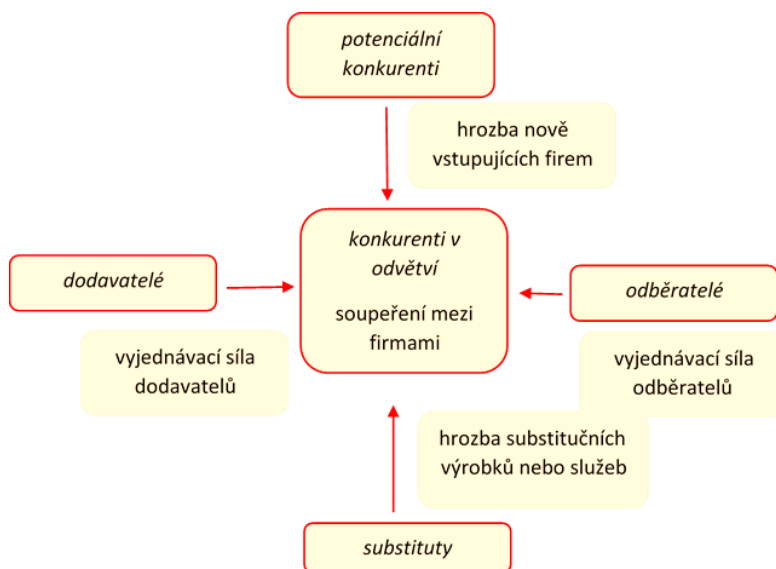 potenciální
konkurenti
hrozba nově
vstupujících firem
konkurenti v
odvětví
soupeření mezi
firmami
dodavatelé
vyjednávací síla
dodavatelů
odběratelé
vyjednávací síla
odběratelů
hrozba substitučních
výrobků nebo služeb
substituty